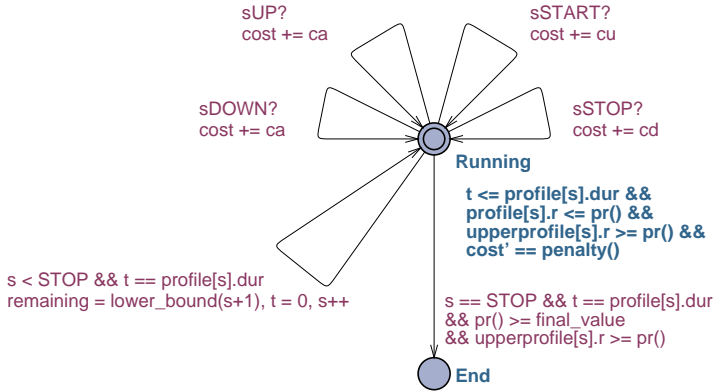 sUP?
cost += ca
sSTART?
cost += cu
sDOWN?
cost += ca
sSTOP?
cost += cd
Running
t <= profile[s].dur &&
profile[s].r <= pr() &&
upperprofile[s].r >= pr() &&
cost' == penalty()
s < STOP && t == profile[s].dur
remaining = lower_bound(s+1), t = 0, s++
s == STOP && t == profile[s].dur
&& pr() >= final_value
&& upperprofile[s].r >= pr()
End